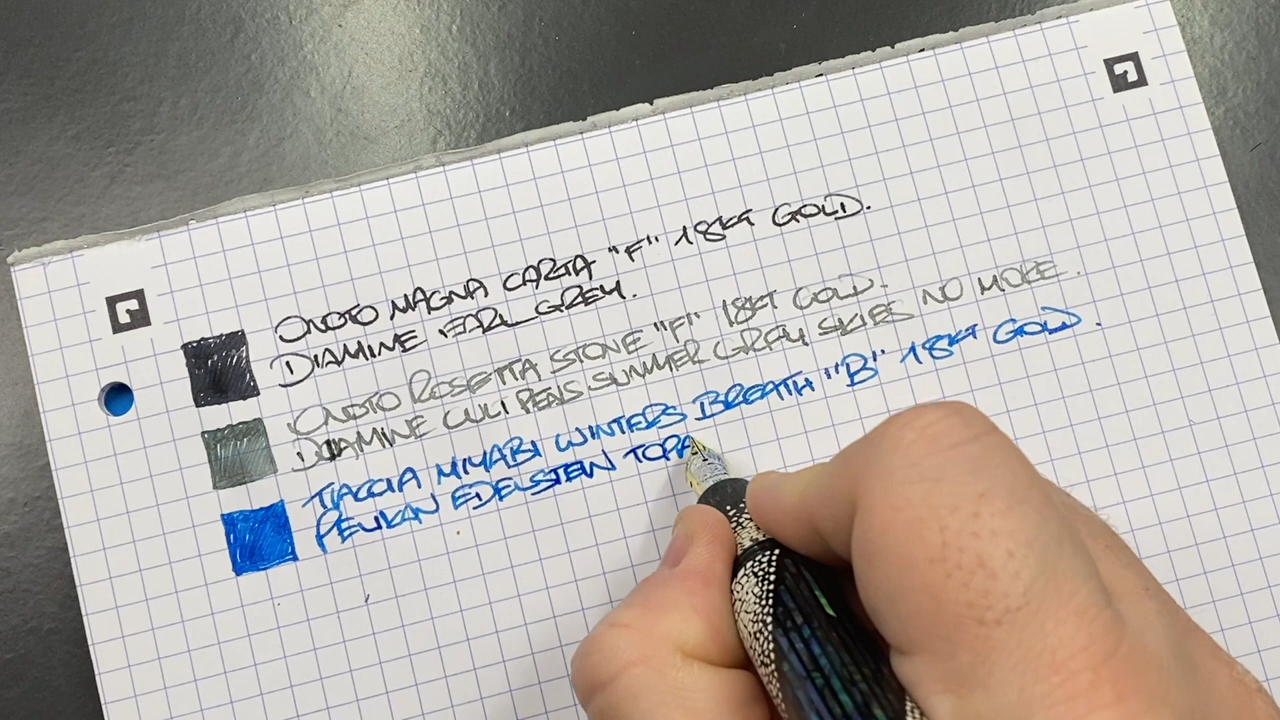 ONOTO MAGNA CARTA "F" 18KT GOLD.
DIAMINE EARL GREY.
ONOTO ROSETTA STONE "F" 18KT GOLD.
DIAMINE CULT PENS SUMMER GREY SKIES NO MORE.
TACCIA MIYABI WINTERS BREATH "B" 18KT GOLD.
PELIKAN EDELSTEIN TOPA